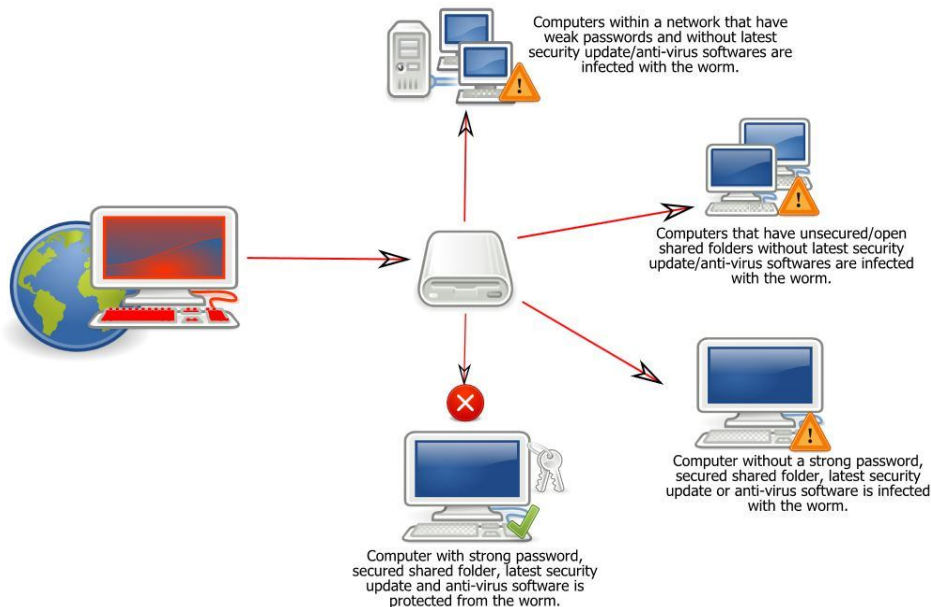 Computers within a network that have
weak passwords and without latest
security update/anti-virus softwares are
infected with the worm.
Computers that have unsecured/open
shared folders without latest security
update/anti-virus softwares are infected
with the worm.
Computer without a strong password,
secured shared folder, latest security
update or anti-virus software is infected
with the worm.
Computer with strong password,
secured shared folder, latest security
update and anti-virus software is
protected from the worm.